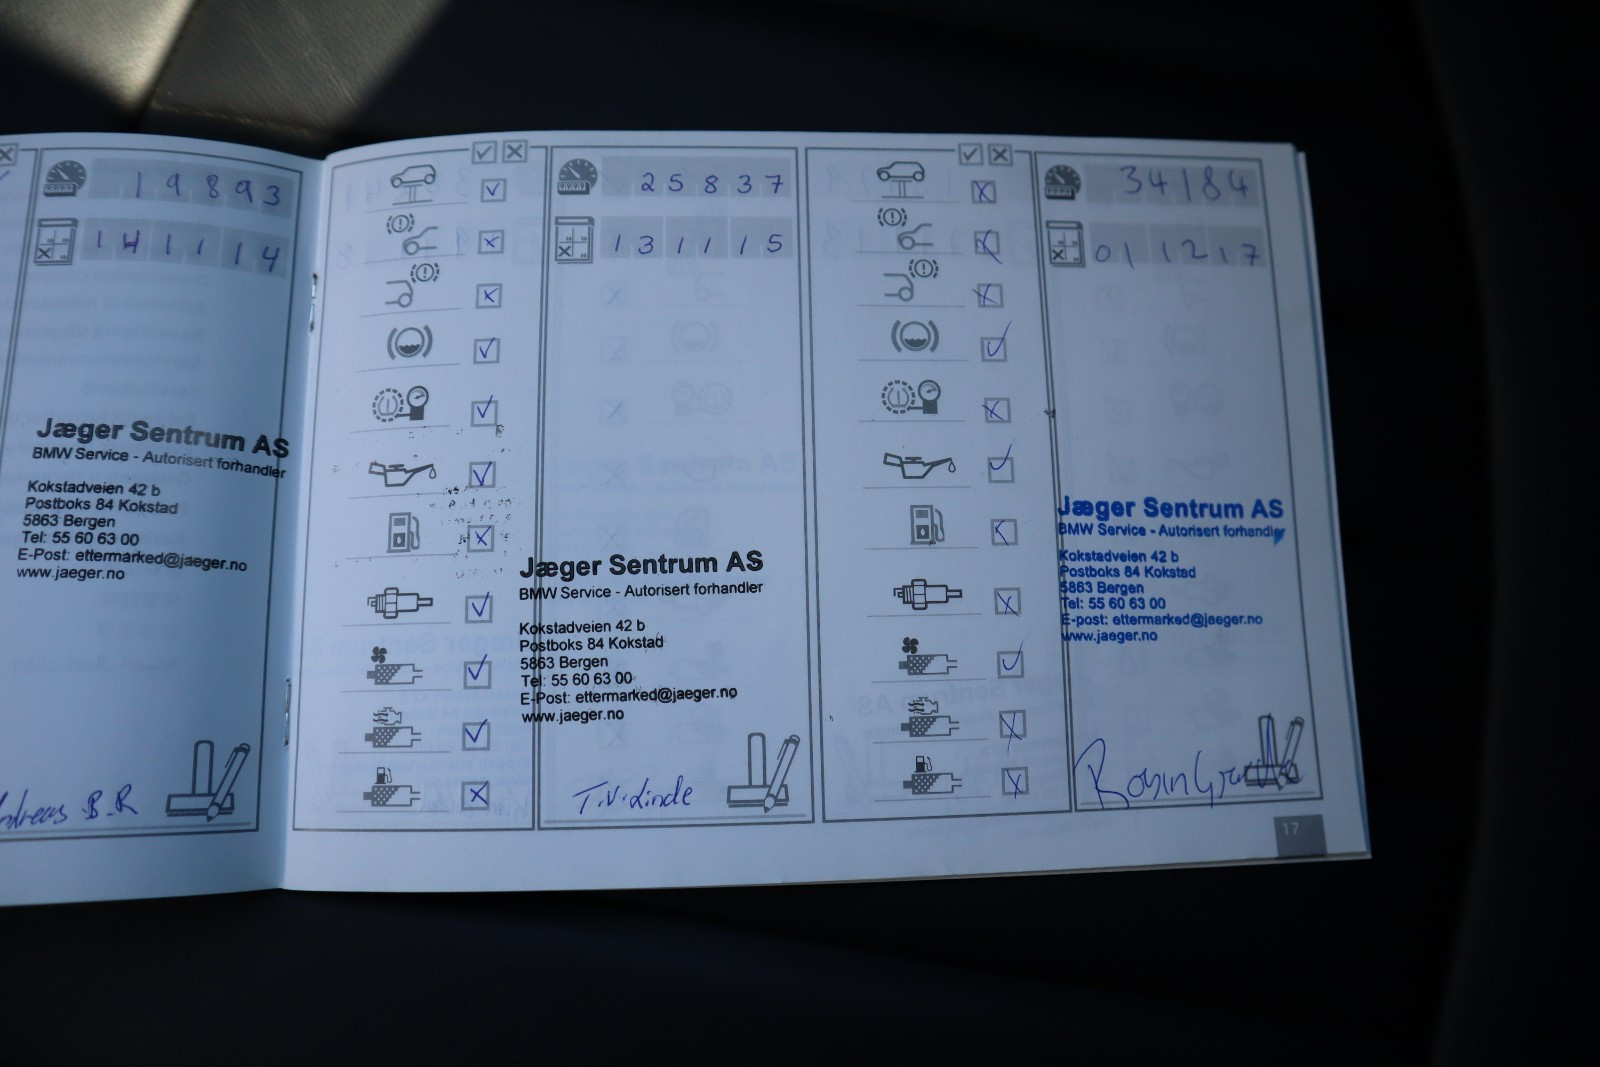 19893
141114
Jæger Sentrum AS
BMW Service - Autorisert forhandler
Kokstadveien 42 b
Postboks 84 Kokstad
5863 Bergen
Tel: 55 60 63 00
E-Post: ettermarked@jaeger.no
www.jaeger.no
B.R
25837
131115
Jæger Sentrum AS
BMW Service - Autorisert forhandler
Kokstadveien 42 b
Postboks 84 Kokstad
5863 Bergen
Tel: 55 60 63 00
E-Post: ettermarked@jaeger.no
www.jaeger.no
T.V.Linde
34184
011217
Jæger Sentrum AS
BMW Service - Autorisert forhandler
Kokstadveien 42 b
Postboks 84 Kokstad
5863 Bergen
Tel: 55 60 63 00
E-post: ettermarked@jaeger.no
www.jaeger.no
Robin
17